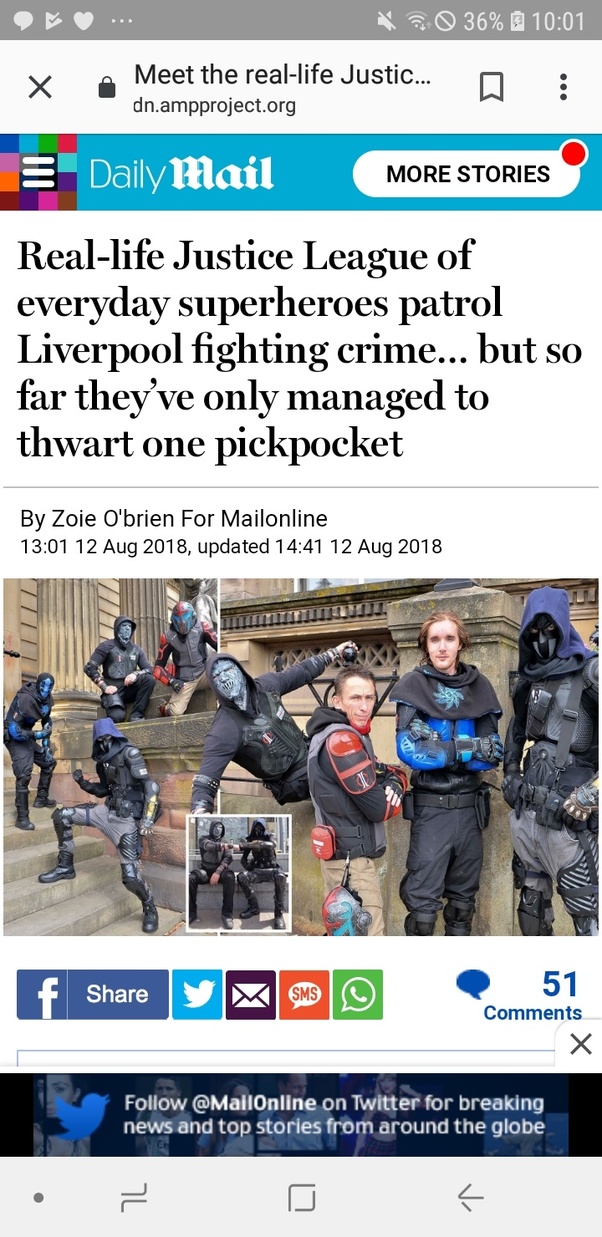 36% 10:01
Meet the real-life Justic...
dn.ampproject.org
Daily Mail
MORE STORIES
Real-life Justice League of
everyday superheroes patrol
Liverpool fighting crime... but so
far they've only managed to
thwart one pickpocket
By Zoie O'brien For Mailonline
13:01 12 Aug 2018, updated 14:41 12 Aug 2018
f Share
SMS
51
Comments
Follow @MailOnline on Twitter for breaking
news and top stories from around the globe